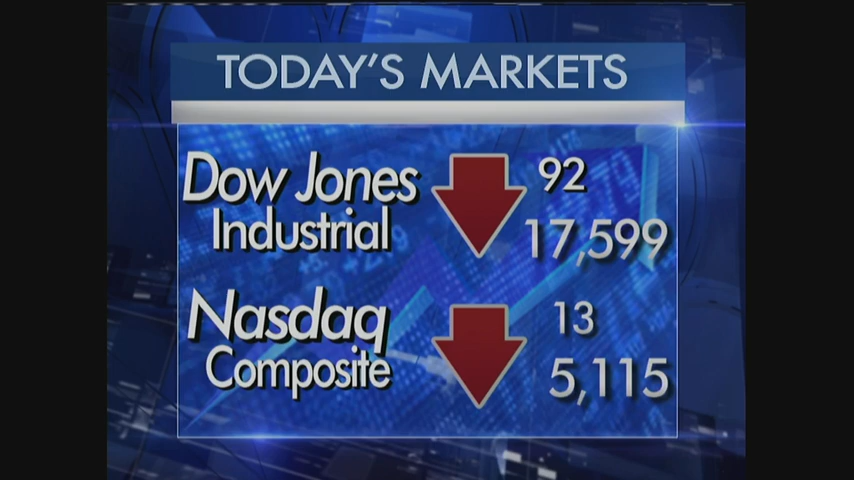 TODAY'S MARKETS
Dow Jones
Industrial
92
17,599
Nasdaq
Composite
13
5,115